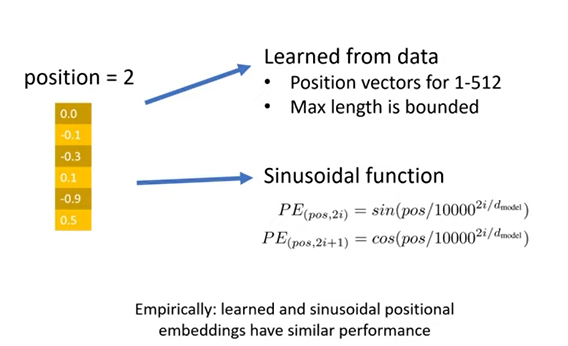 position = 2
0.0
-0.1
-0.3
0.1
-0.9
0.5
Learned from data
• Position vectors for 1-512
• Max length is bounded
Sinusoidal function
PE_{(pos,2i)} = sin(pos/10000^{2i/d_{model}})
PE_{(pos,2i+1)} = cos(pos/10000^{2i/d_{model}})
Empirically: learned and sinusoidal positional
embeddings have similar performance